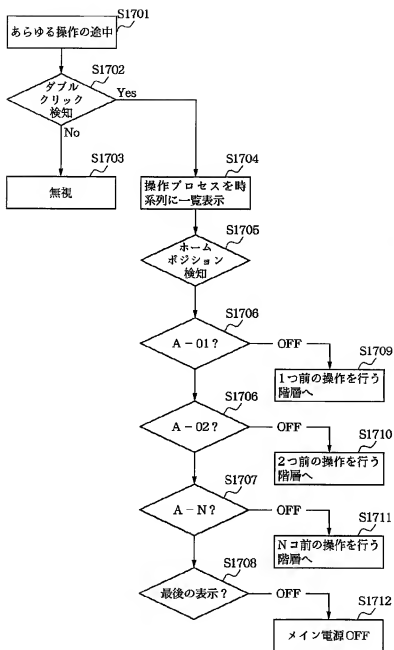 S1701
あらゆる操作の途中
S1702
ダブル
クリック
検知
Yes
No
S1703
無視
S1704
操作プロセスを時
系列に一覧表示
S1705
ホーム
ポジション
検知
S1706
A-01?
OFF
S1709
1つ前の操作を行う
階層へ
S1706
A-02?
OFF
S1710
2つ前の操作を行う
階層へ
S1707
A-N?
OFF
S1711
Nコ前の操作を行う
階層へ
S1708
最後の表示?
OFF
S1712
メイン電源OFF